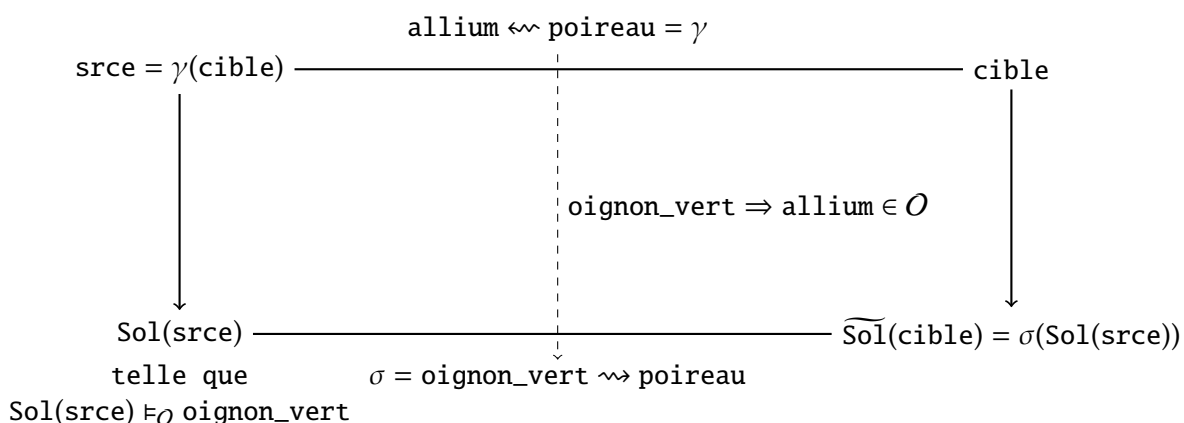 allium ⇜ poireau = γ
srce = γ(cible)
cible
oignon_vert ⇒ allium ∈ 𝒪
Sol(srce)
S͠ol(cible) = σ(Sol(srce))
telle que
σ = oignon_vert ⇝ poireau
Sol(srce) ⊨𝒪 oignon_vert